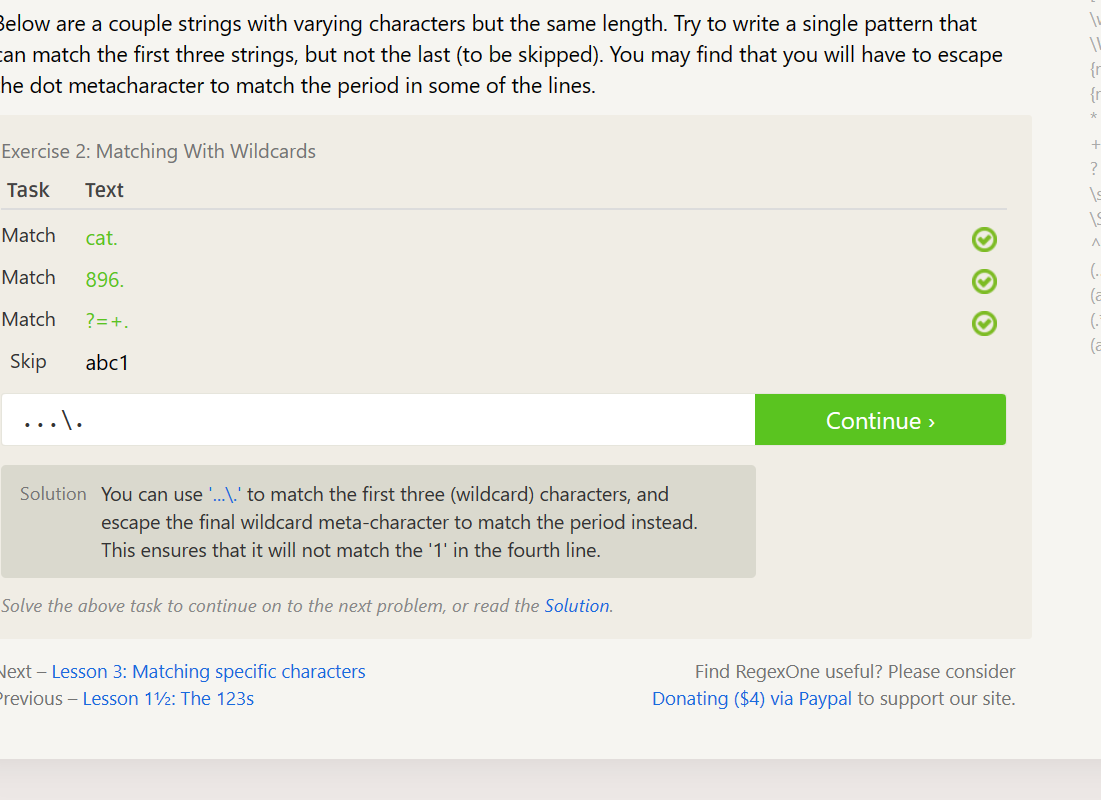 Below are a couple strings with varying characters but the same length. Try to write a single pattern that
can match the first three strings, but not the last (to be skipped). You may find that you will have to escape
the dot metacharacter to match the period in some of the lines.
Exercise 2: Matching With Wildcards
Task Text
Match cat.
Match 896.
Match ?=+.
Skip abc1
...\.
Continue ›
Solution You can use '...\.' to match the first three (wildcard) characters, and
escape the final wildcard meta-character to match the period instead.
This ensures that it will not match the '1' in the fourth line.
Solve the above task to continue on to the next problem, or read the Solution.
Next – Lesson 3: Matching specific characters
Previous – Lesson 1½: The 123s
Find RegexOne useful? Please consider
Donating ($4) via Paypal to support our site.
*
+
?
^